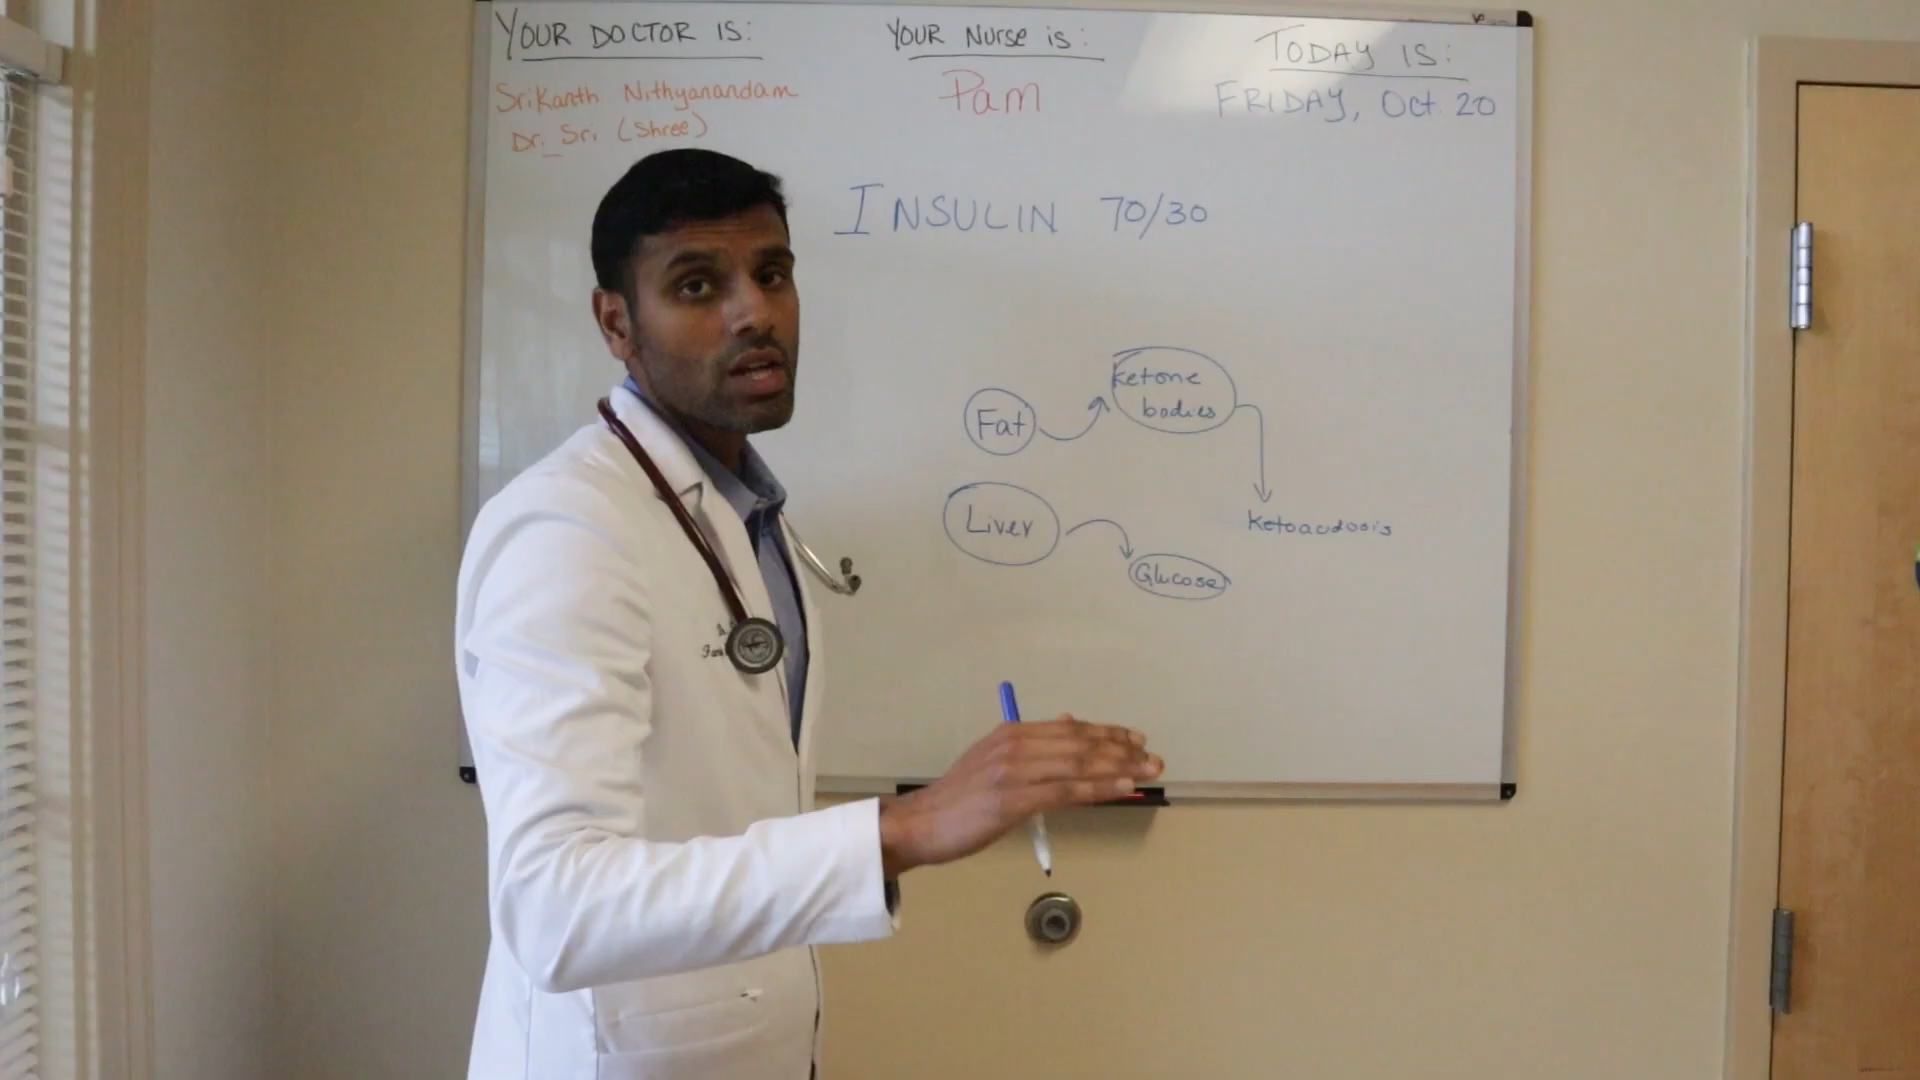 YOUR DOCTOR IS:
Srikanth Nithyanandam
Dr. Sri (Shree)
YOUR Nurse is:
Pam
TODAY IS:
FRIDAY, Oct. 20
INSULIN 70/30
Fat
ketone
bodies
Liver
Glucose
ketoacidosis